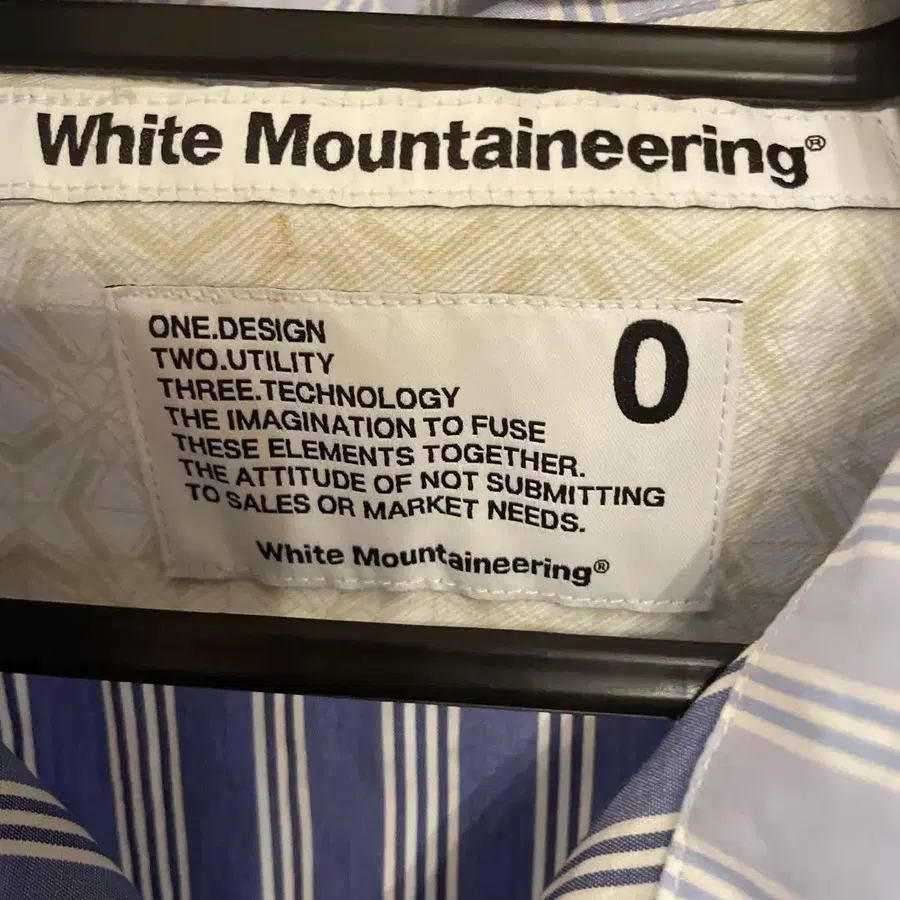 White Mountaineering®
ONE.DESIGN
TWO.UTILITY
THREE.TECHNOLOGY
THE IMAGINATION TO FUSE
THESE ELEMENTS TOGETHER.
THE ATTITUDE OF NOT SUBMITTING
TO SALES OR MARKET NEEDS.
0
White Mountaineering®